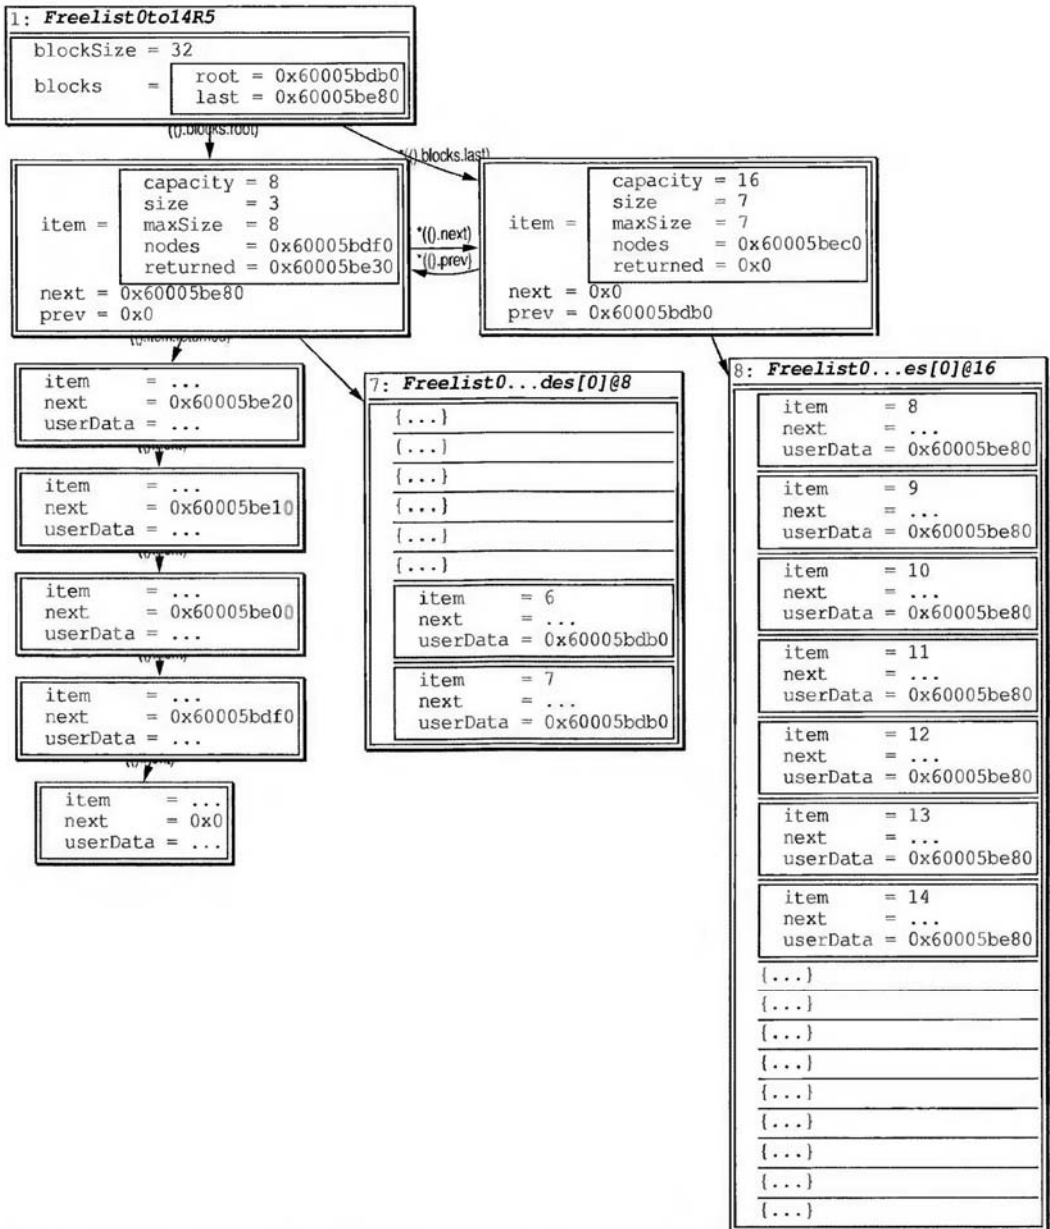 1: Freelist0to14R5
blockSize = 32
blocks =
root = 0x60005bdb0
last = 0x60005be80
(().blocks.root)
*(().blocks.last)
item =
capacity = 8
size = 3
maxSize = 8
nodes = 0x60005bdf0
returned = 0x60005be30
next = 0x60005be80
prev = 0x0
*(().next)
*(().prev)
item =
capacity = 16
size = 7
maxSize = 7
nodes = 0x60005bec0
returned = 0x0
next = 0x0
prev = 0x60005bdb0
item = ...
next = 0x60005be20
userData = ...
item = ...
next = 0x60005be10
userData = ...
item = ...
next = 0x60005be00
userData = ...
item = ...
next = 0x60005bdf0
userData = ...
item = ...
next = 0x0
userData = ...
7: Freelist0...des[0]@8
{...}
{...}
{...}
{...}
{...}
{...}
item = 6
next = ...
userData = 0x60005bdb0
item = 7
next = ...
userData = 0x60005bdb0
8: Freelist0...es[0]@16
item = 8
next = ...
userData = 0x60005be80
item = 9
next = ...
userData = 0x60005be80
item = 10
next = ...
userData = 0x60005be80
item = 11
next = ...
userData = 0x60005be80
item = 12
next = ...
userData = 0x60005be80
item = 13
next = ...
userData = 0x60005be80
item = 14
next = ...
userData = 0x60005be80
{...}
{...}
{...}
{...}
{...}
{...}
{...}
{...}
{...}